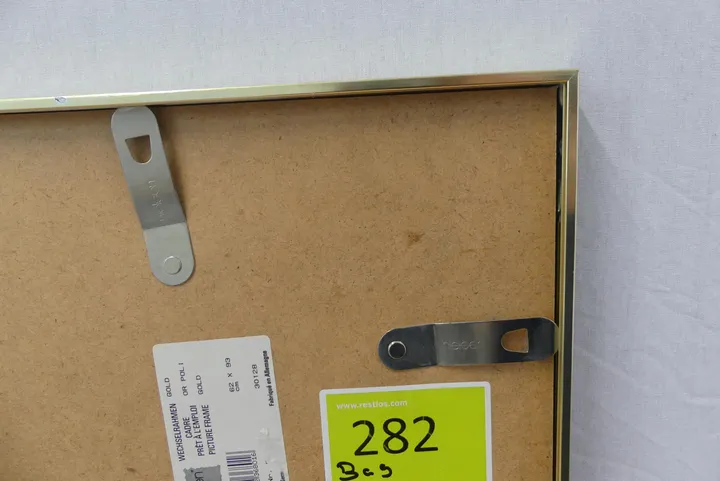 WECHSELRAHMEN GOLD
CADRE OR POLI
PRÊT À L'EMPLOI GOLD
PICTURE FRAME
62 X 93
cm
30128
Fabriqué en Allemagne
www.restlos.com
282